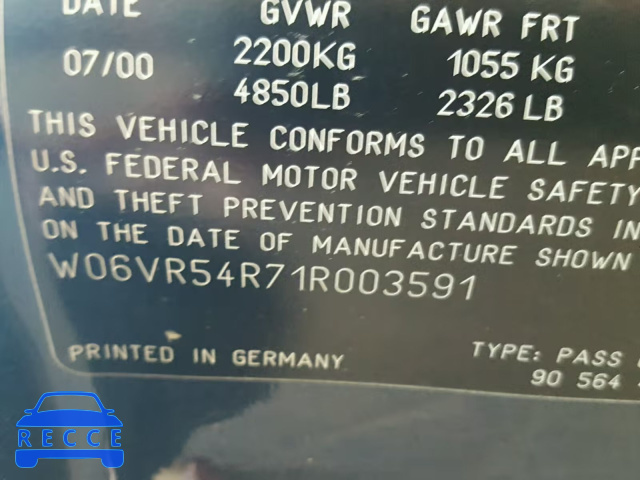 DATE GVWR GAWR FRT
07/00 2200KG 1055 KG
4850LB 2326 LB
THIS VEHICLE CONFORMS TO ALL
U.S. FEDERAL MOTOR VEHICLE SAFETY
AND THEFT PREVENTION STANDARDS IN
ON THE DATE OF MANUFACTURE SHOWN
W06VR54R71R003591
PRINTED IN GERMANY TYPE: PASS
90 564
RECCE